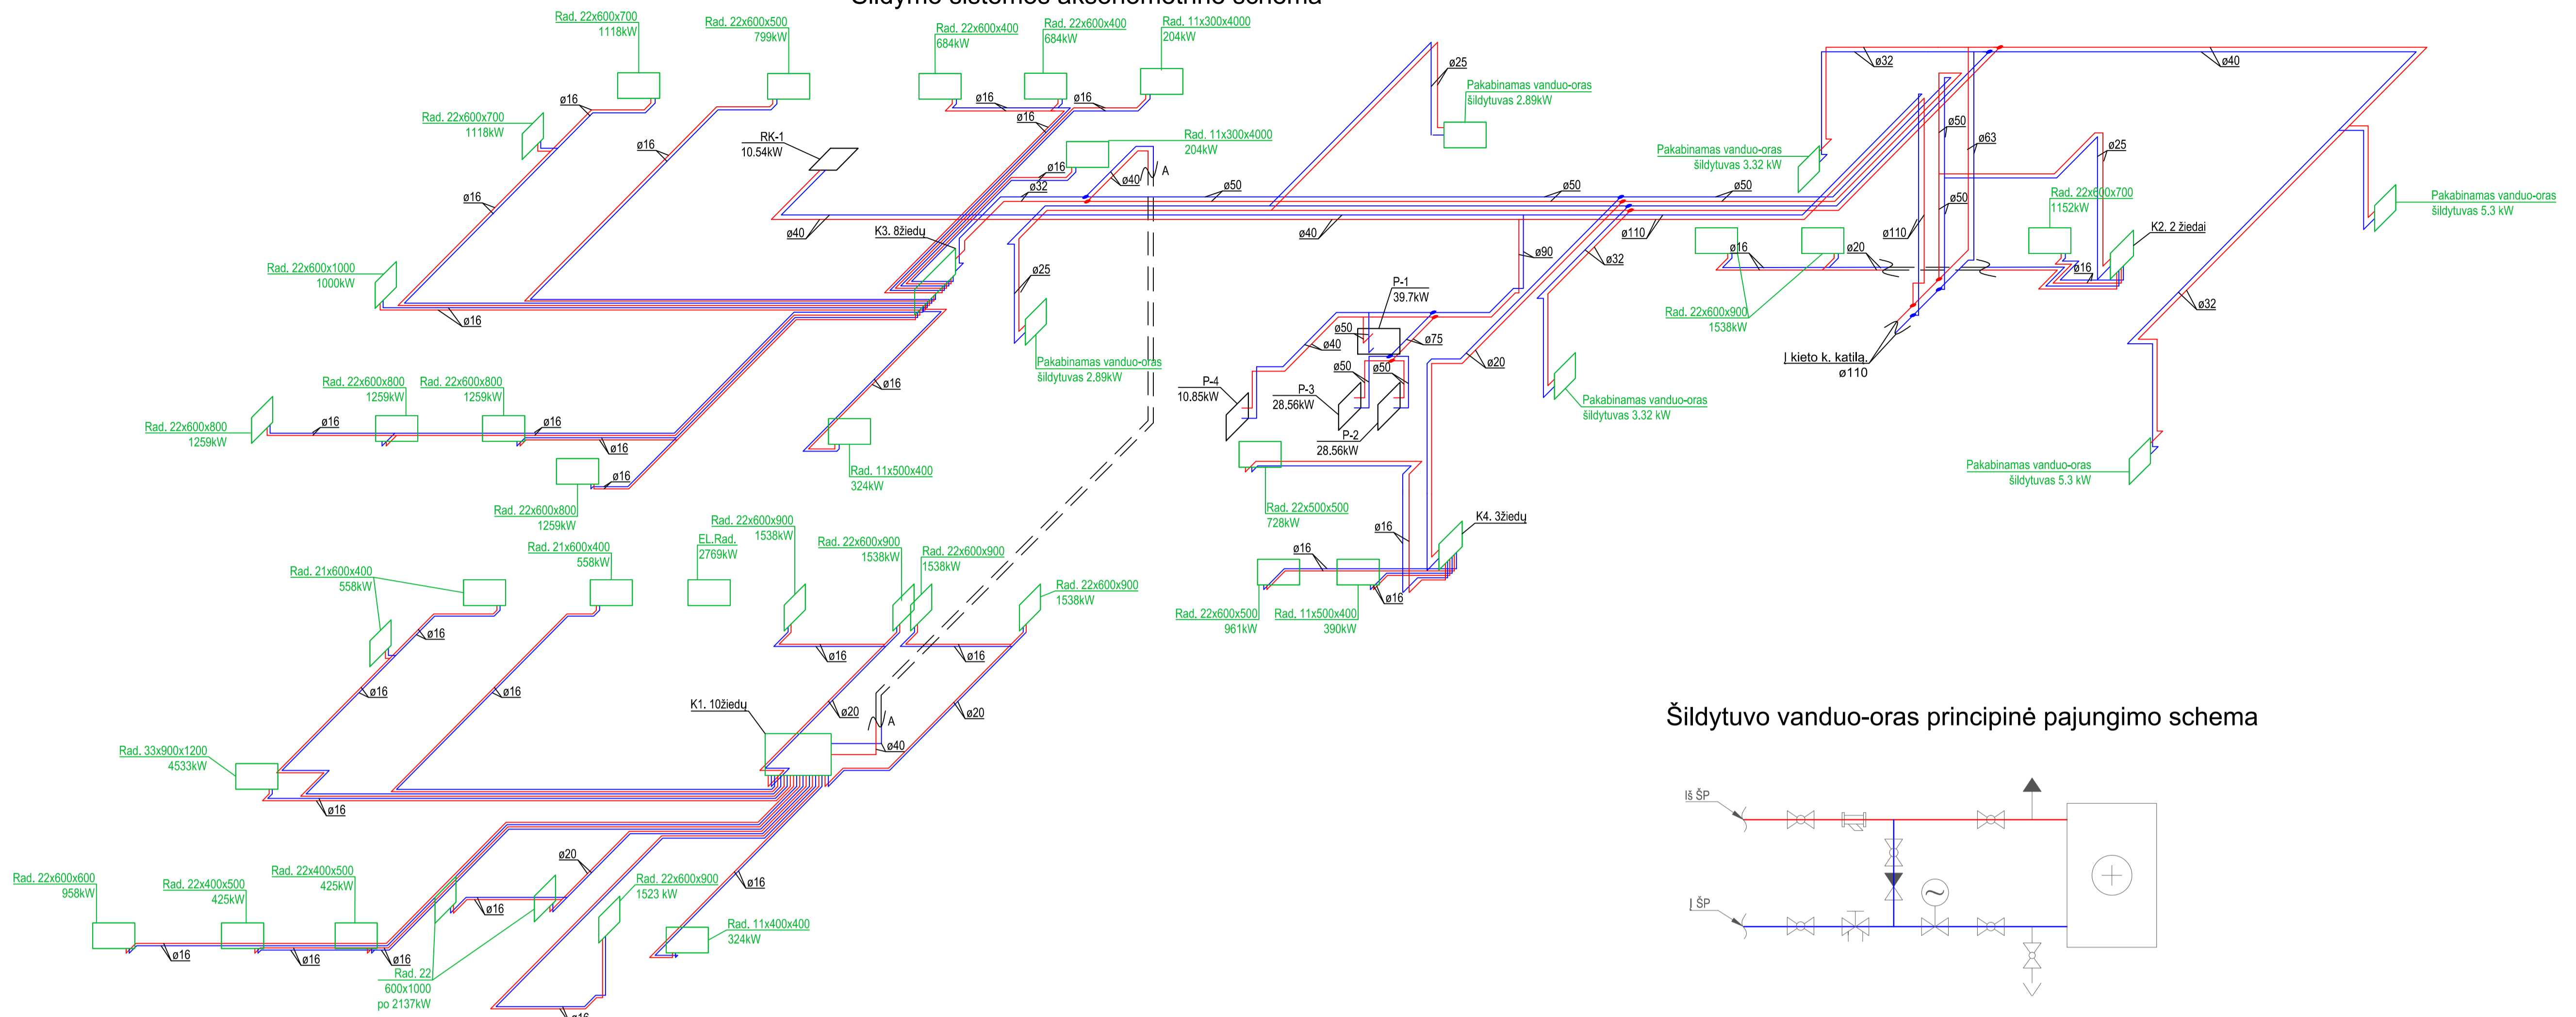 Šildymo sistemos aksonometrinė schema
Rad. 22x600x700
1118kW
Rad. 22x600x500
799kW
Rad. 22x600x400
684kW
Rad. 22x600x400
684kW
Rad. 11x300x4000
204kW
ø25
Pakabinamas vanduo-oras
šildytuvas 2.89kW
ø32
ø40
ø16
ø16
ø16
ø16
Rad. 22x600x700
1118kW
RK-1
10.54kW
ø16
Rad. 11x300x4000
204kW
ø16
ø40
A
ø32
ø50
ø50
ø50
Pakabinamas vanduo-oras
šildytuvas 3.32 kW
ø50
ø63
ø25
ø50
Rad. 22x600x700
1152kW
Pakabinamas vanduo-oras
šildytuvas 5.3 kW
ø16
ø40
K3. 8žiedų
ø40
ø110
ø110
ø90
ø32
ø16
ø20
K2. 2 žiedai
ø16
Rad. 22x600x1000
1000kW
ø16
ø25
P-1
39.7kW
ø50
ø40
ø75
ø20
Rad. 22x600x900
1538kW
Į kieto k. katilą.
ø110
ø32
Pakabinamas vanduo-oras
šildytuvas 2.89kW
P-4
10.85kW
ø50
ø50
P-3
28.56kW
P-2
28.56kW
Pakabinamas vanduo-oras
šildytuvas 3.32 kW
Rad. 22x600x800
1259kW
Rad. 22x600x800
1259kW
Rad. 22x600x800
1259kW
ø16
ø16
ø16
ø16
ø16
Rad. 11x500x400
324kW
Rad. 22x600x800
1259kW
Pakabinamas vanduo-oras
šildytuvas 5.3 kW
Rad. 22x500x500
728kW
ø16
K4. 3žiedų
ø16
ø16
Rad. 22x600x500
961kW
Rad. 11x500x400
390kW
Rad. 21x600x400
558kW
Rad. 21x600x400
558kW
EL.Rad.
2769kW
Rad. 22x600x900
1538kW
Rad. 22x600x900
1538kW
Rad. 22x600x900
1538kW
Rad. 22x600x900
1538kW
ø16
ø16
ø16
ø16
ø16
K1. 10žiedų
ø20
A
ø20
ø40
Rad. 33x900x1200
4533kW
ø16
Šildytuvo vanduo-oras principinė pajungimo schema
Iš ŠP
Į ŠP
ø20
Rad. 22x600x600
958kW
Rad. 22x400x500
425kW
Rad. 22x400x500
425kW
ø16
Rad. 22x600x900
1523 kW
ø16
Rad. 11x400x400
324kW
ø16
ø16
ø16
Rad. 22
600x1000
po 2137kW
ø16